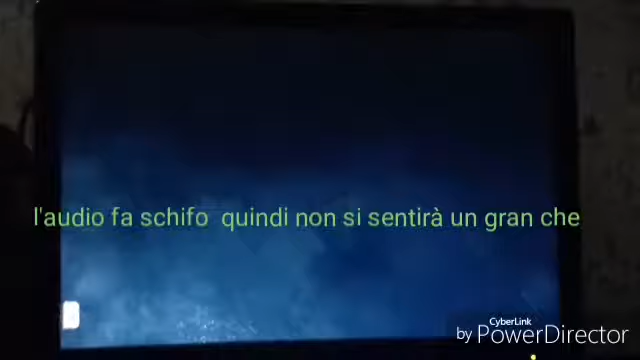 l'audio fa schifo quindi non si sentirà un gran che
CyberLink
by PowerDirector